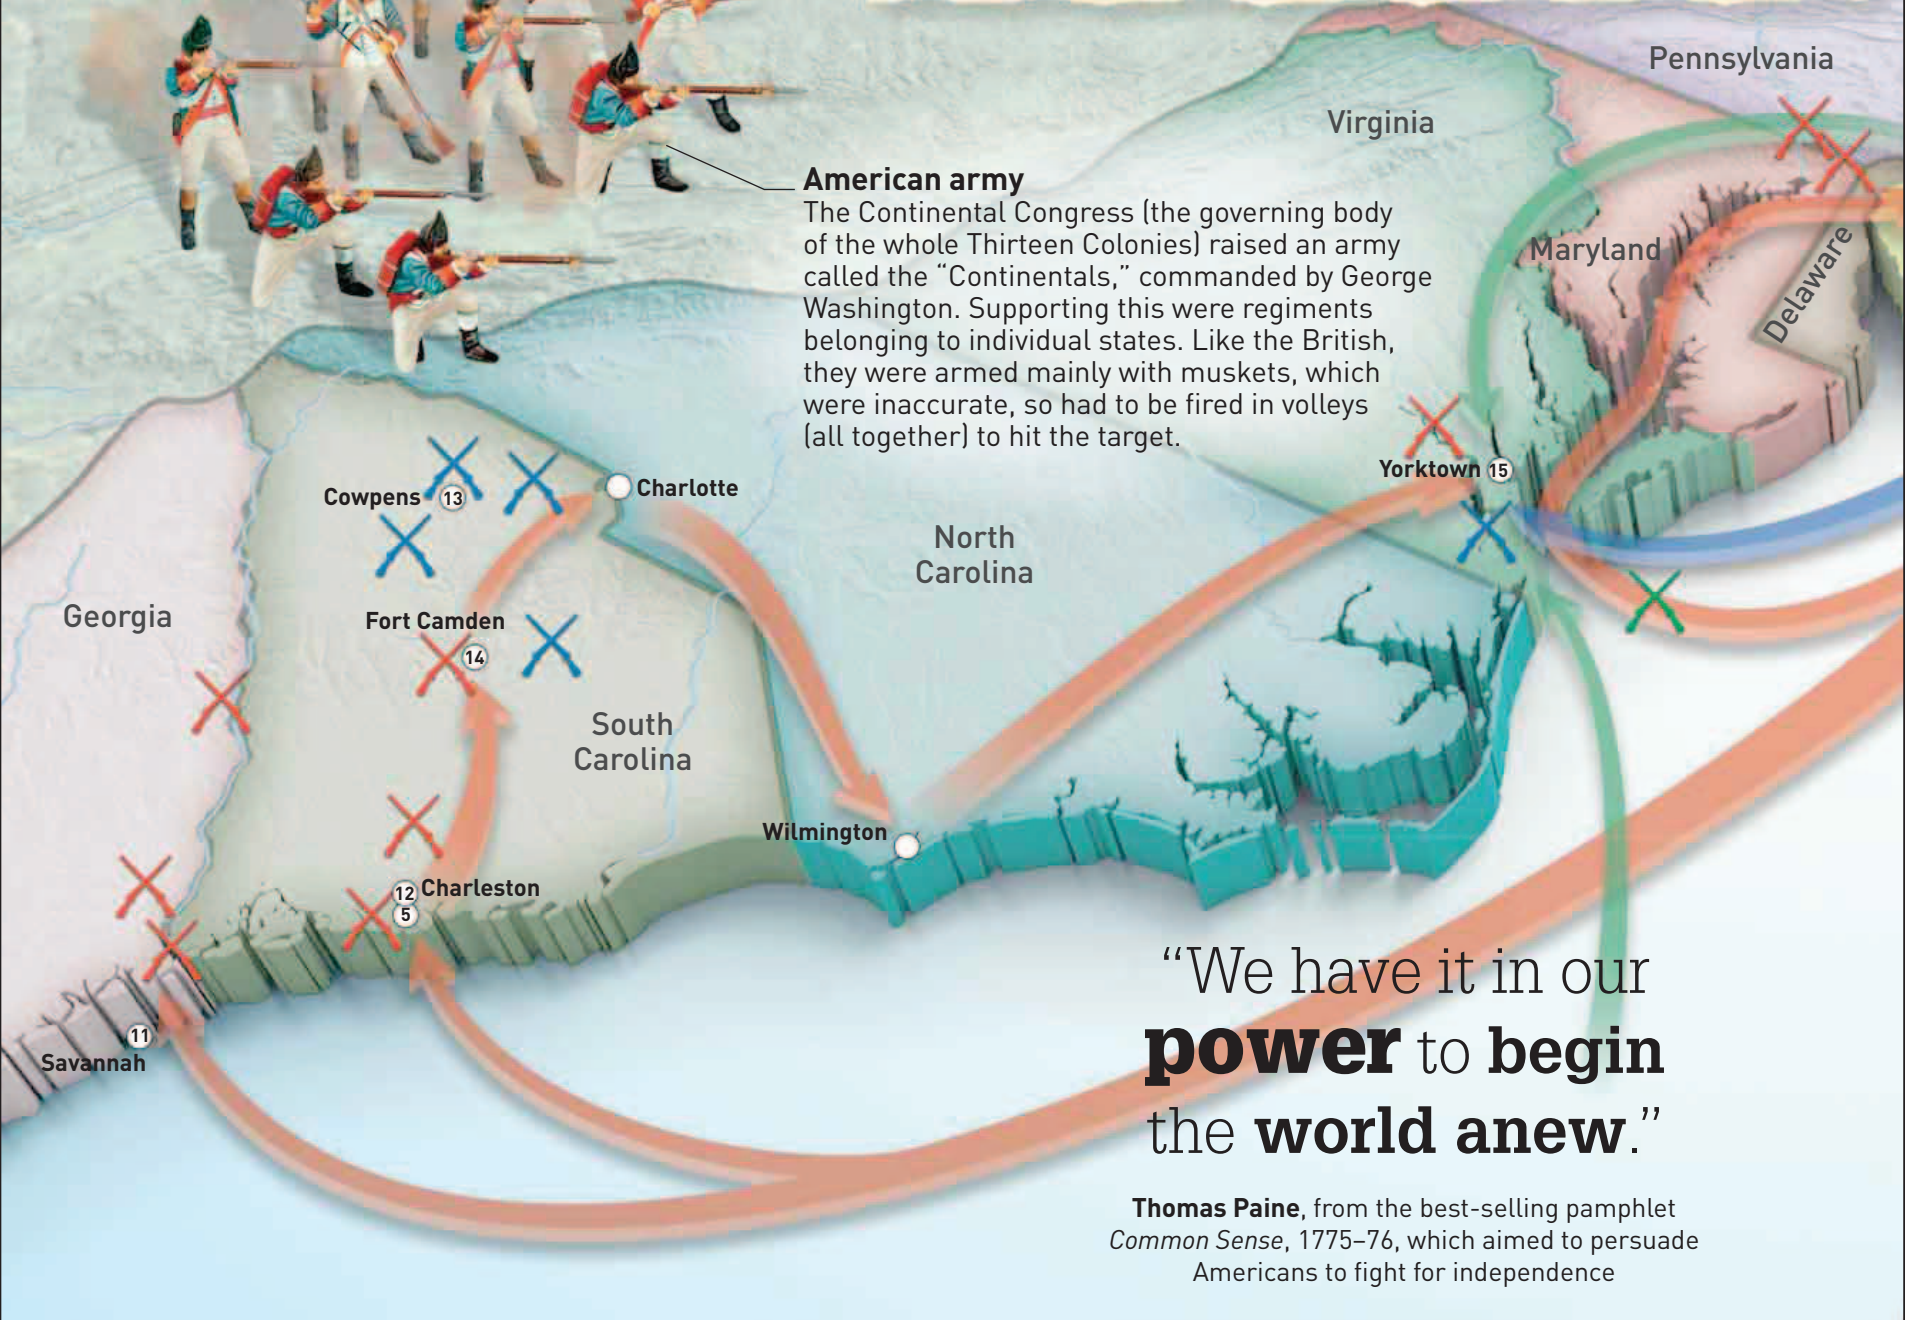 Pennsylvania
Virginia
American army
The Continental Congress (the governing body
of the whole Thirteen Colonies) raised an army
called the “Continentals,” commanded by George
Washington. Supporting this were regiments
belonging to individual states. Like the British,
they were armed mainly with muskets, which
were inaccurate, so had to be fired in volleys
(all together) to hit the target.
Maryland
Delaware
Yorktown 15
Cowpens 13
Charlotte
North
Carolina
Georgia
Fort Camden
14
South
Carolina
Wilmington
12 Charleston
5
11
Savannah
“We have it in our
power to begin
the world anew.”
Thomas Paine, from the best-selling pamphlet
Common Sense, 1775–76, which aimed to persuade
Americans to fight for independence